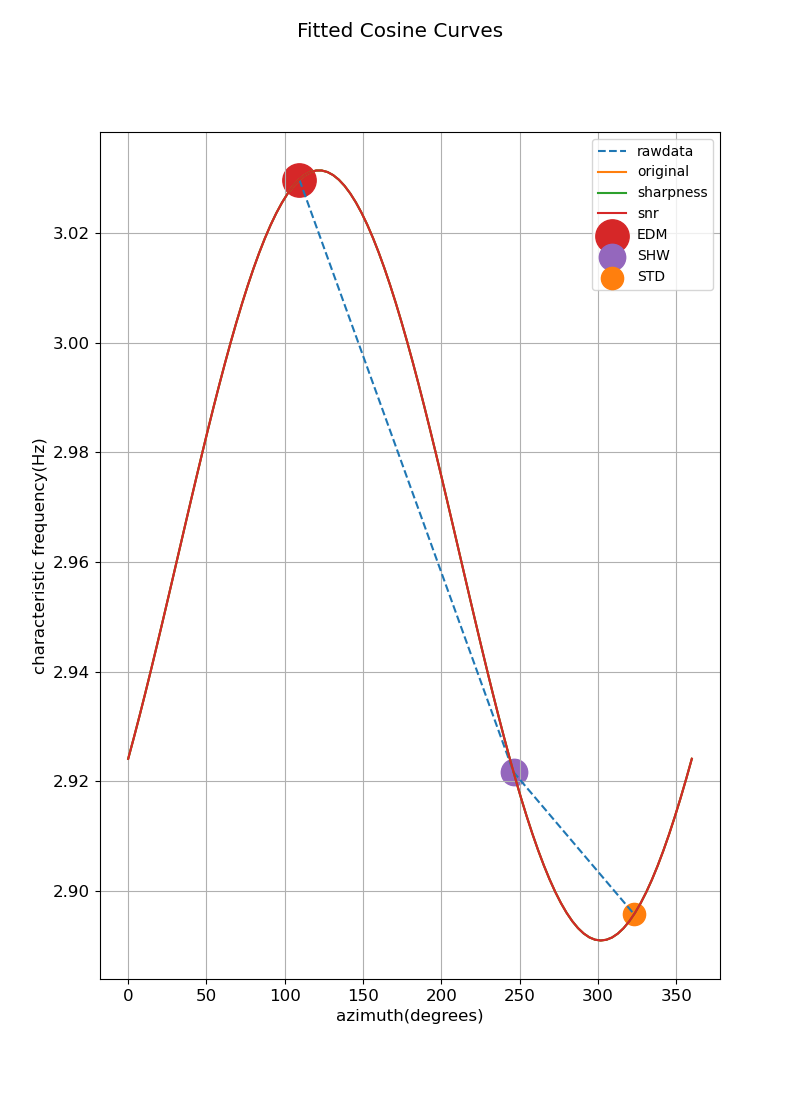 Fitted Cosine Curves
rawdata
original
sharpness
snr
EDM
SHW
STD
3.02
3.00
2.98
2.96
2.94
2.92
2.90
characteristic frequency(Hz)
0 50 100 150 200 250 300 350
azimuth(degrees)